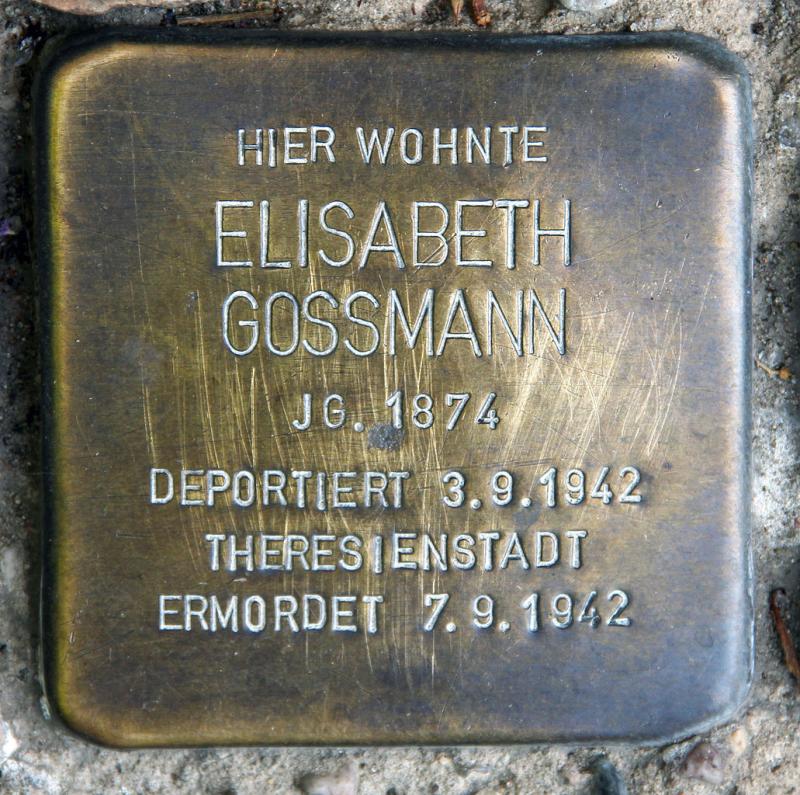 HIER WOHNTE
ELISABETH
GOSSMANN
JG. 1874
DEPORTIERT 3.9.1942
THERESIENSTADT
ERMORDET 7.9.1942